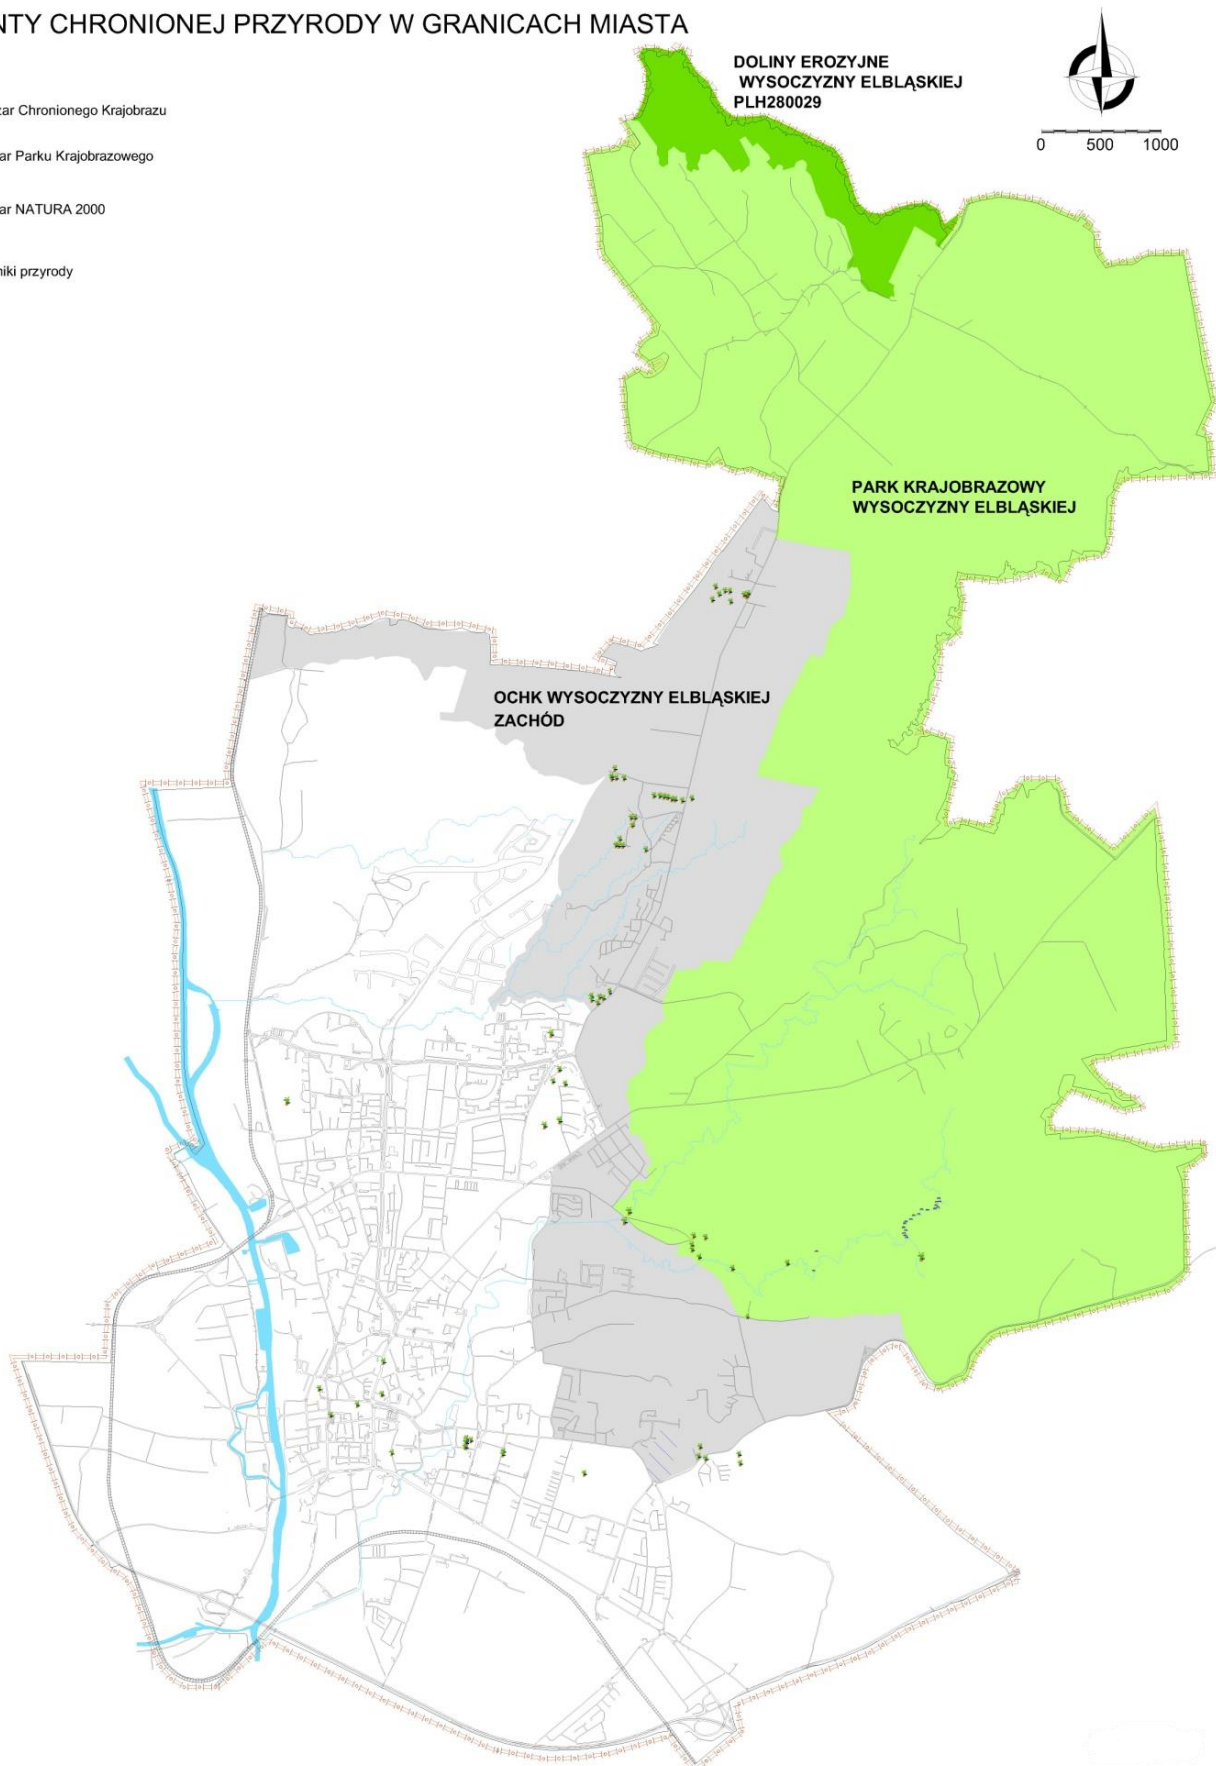 NTY CHRONIONEJ PRZYRODY W GRANICACH MIASTA
zar Chronionego Krajobrazu
ar Parku Krajobrazowego
ar NATURA 2000
niki przyrody
DOLINY EROZYJNE
WYSOCZYZNY ELBLĄSKIEJ
PLH280029
0 500 1000
PARK KRAJOBRAZOWY
WYSOCZYZNY ELBLĄSKIEJ
OCHK WYSOCZYZNY ELBLĄSKIEJ
ZACHÓD